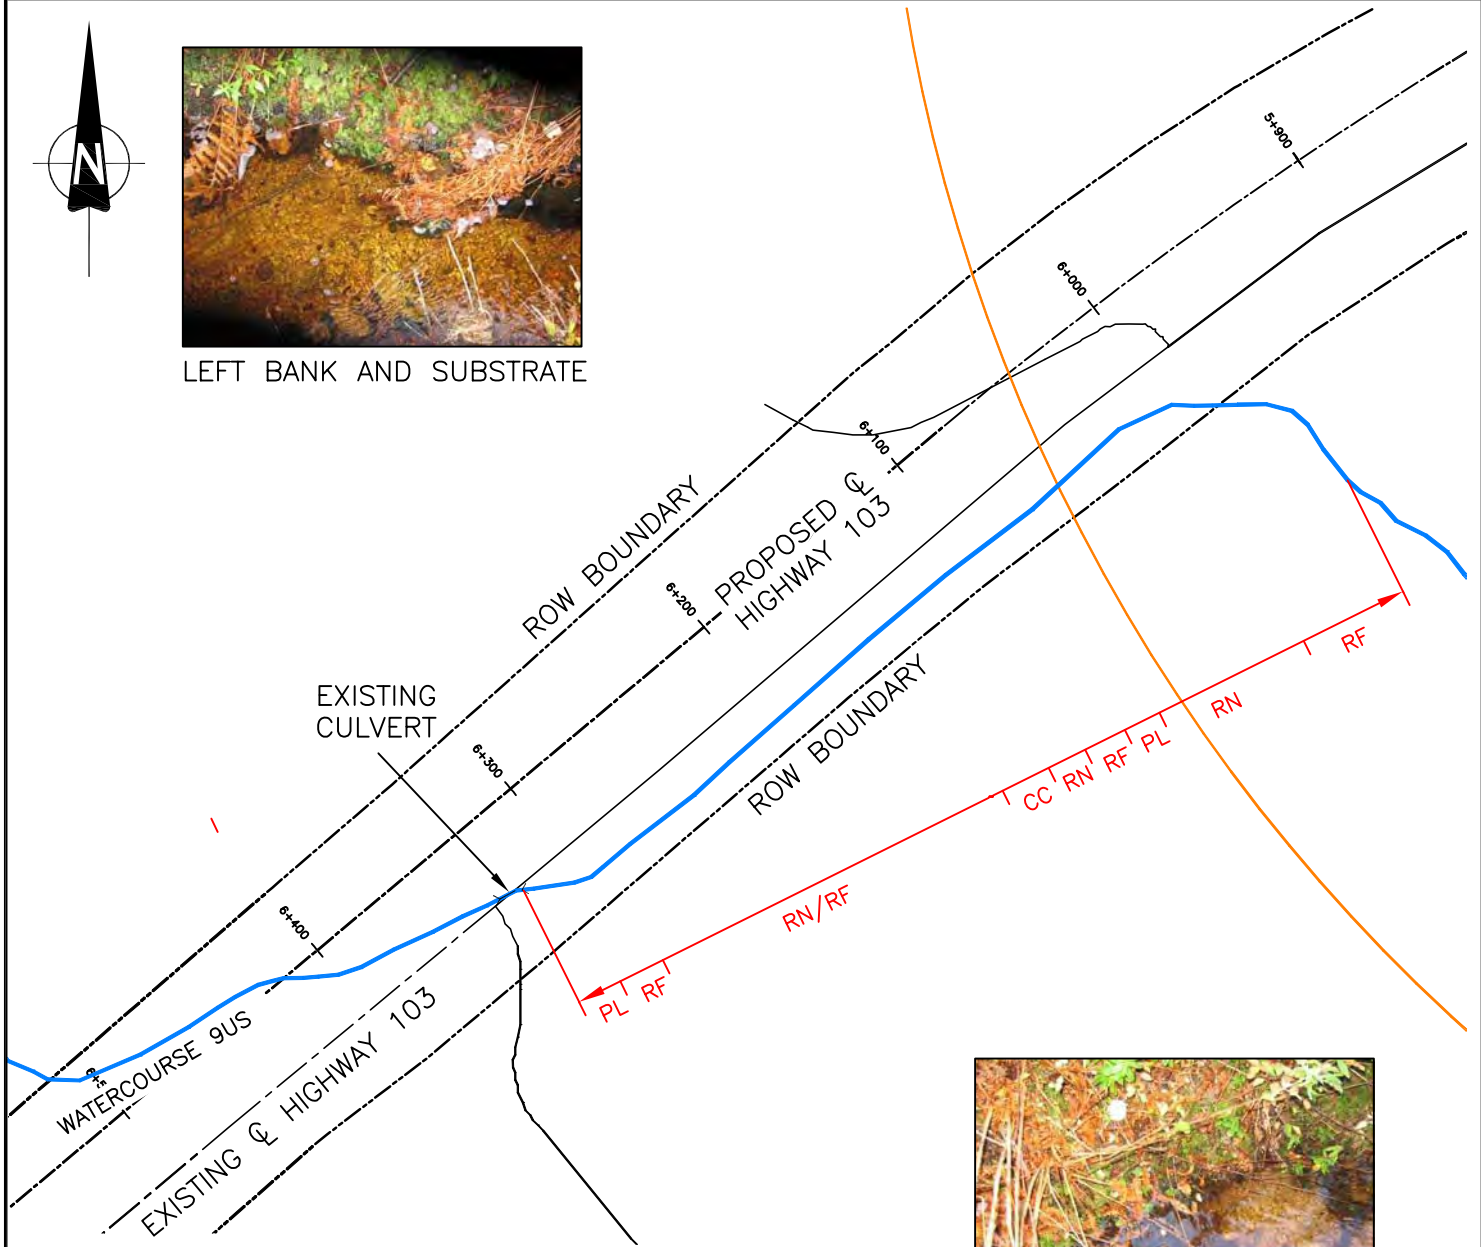 N
LEFT BANK AND SUBSTRATE
5+900
6+000
6+100
PROPOSED ℄
HIGHWAY 103
ROW BOUNDARY
6+200
EXISTING
CULVERT
6+300
ROW BOUNDARY
RF
RN
PL
RF
RN
CC
RN/RF
RF
PL
6+400
WATERCOURSE 9US
EXISTING ℄ HIGHWAY 103